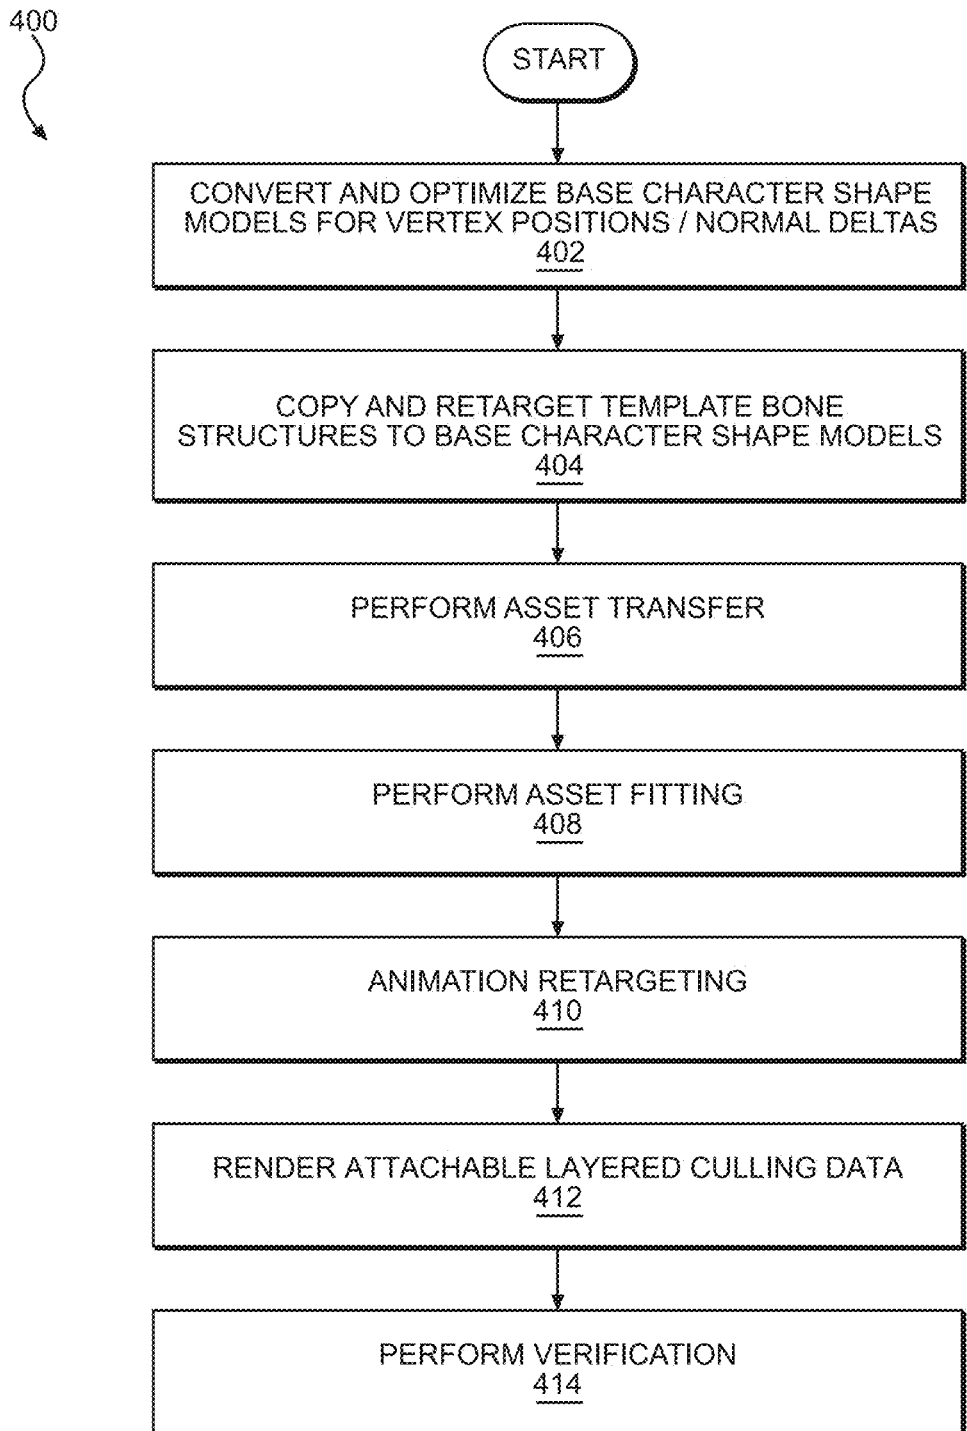 400
START
CONVERT AND OPTIMIZE BASE CHARACTER SHAPE
MODELS FOR VERTEX POSITIONS / NORMAL DELTAS
402
COPY AND RETARGET TEMPLATE BONE
STRUCTURES TO BASE CHARACTER SHAPE MODELS
404
PERFORM ASSET TRANSFER
406
PERFORM ASSET FITTING
408
ANIMATION RETARGETING
410
RENDER ATTACHABLE LAYERED CULLING DATA
412
PERFORM VERIFICATION
414